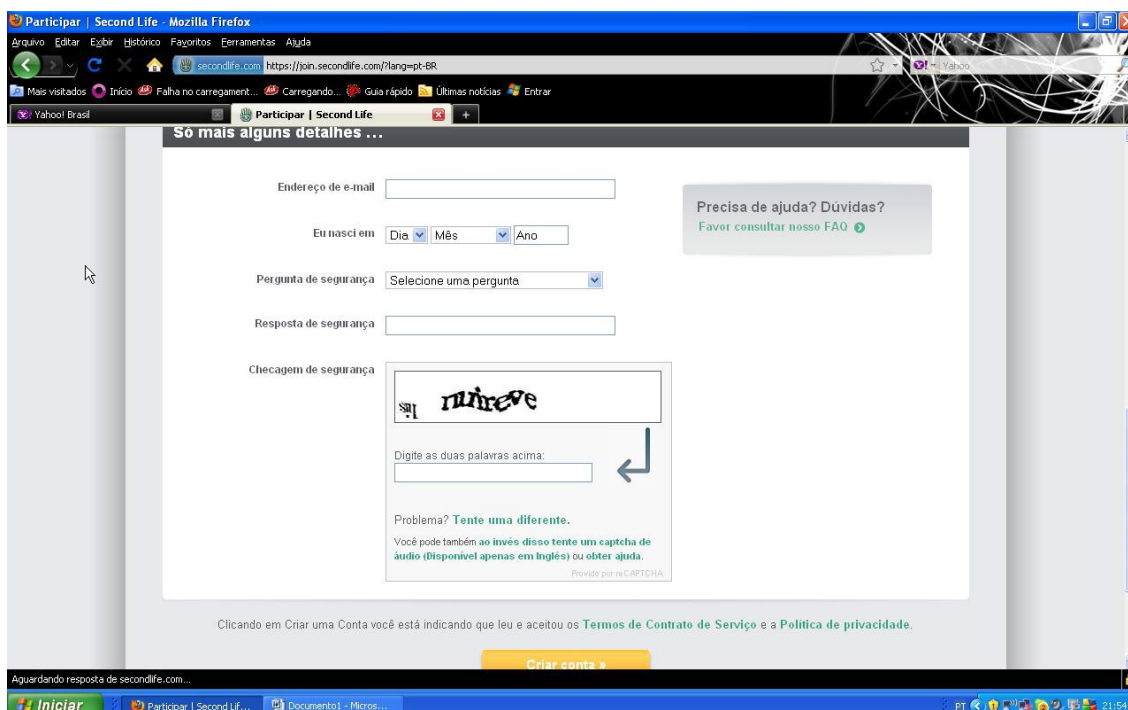 Participar | Second Life - Mozilla Firefox
Arquivo Editar Exibir Histórico Favoritos Ferramentas Ajuda
secondlife.com https://join.secondlife.com/?lang=pt-BR
Yahoo
Mais visitados Início Falha no carregament... Carregando... Guia rápido Últimas notícias Entrar
Yahoo! Brasil Participar | Second Life
Só mais alguns detalhes ...
Endereço de e-mail
Precisa de ajuda? Dúvidas?
Favor consultar nosso FAQ
Eu nasci em Dia Mês Ano
Pergunta de segurança Selecione uma pergunta
Resposta de segurança
Checagem de segurança
Digite as duas palavras acima:
Problema? Tente uma diferente.
Você pode também ao invés disso tente um captcha de
áudio (Disponível apenas em Inglês) ou obter ajuda.
Provido por reCAPTCHA
Clicando em Criar uma Conta você está indicando que leu e aceitou os Termos de Contrato de Serviço e a Política de privacidade.
Criar conta »
Aguardando resposta de secondlife.com...
Iniciar Participar | Second Lif... Documento1 - Micros... PT 21:54